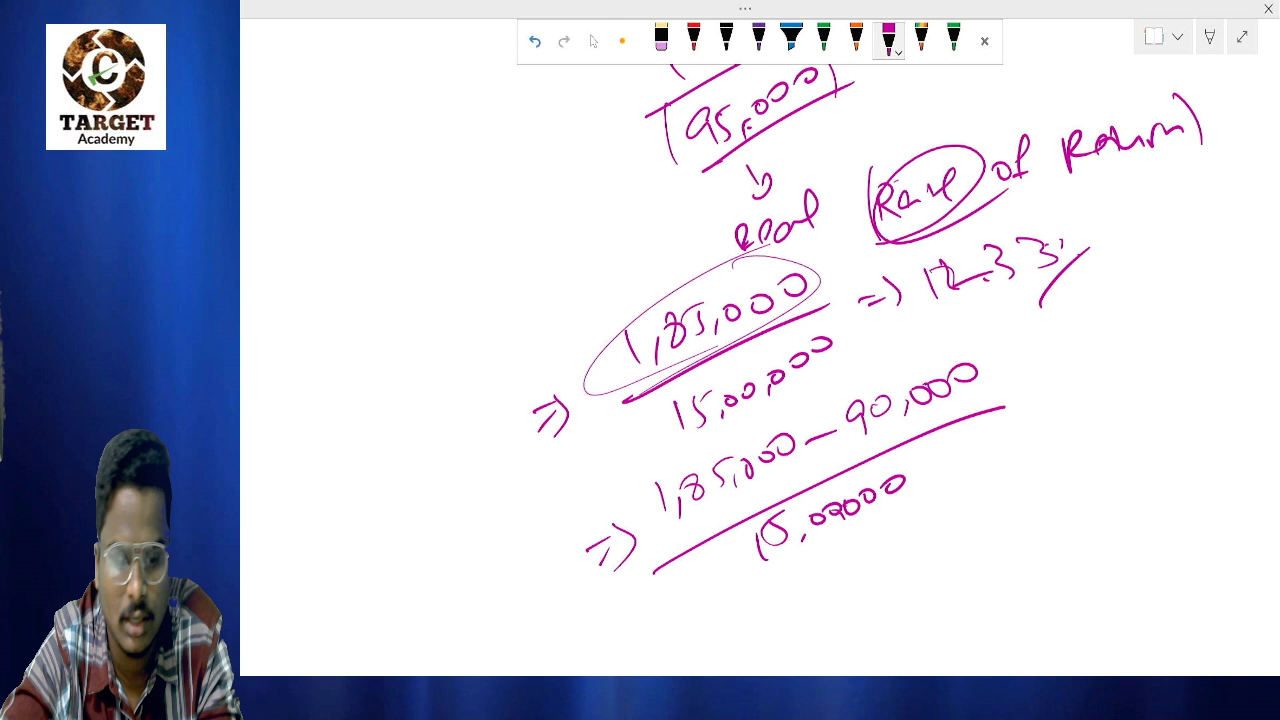 TARGET
Academy
(95,000)
Real (Rate of Return)
=> 1,85,000 => 12.33%
15,00,000
=> 1,85,000 - 90,000
15,00000